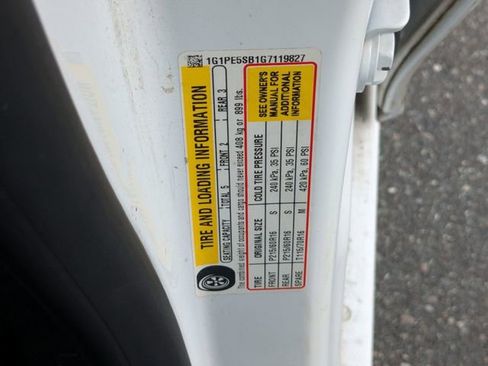 1G1PE5SB1G7119827
TIRE AND LOADING INFORMATION
SEATING CAPACITY TOTAL 5 FRONT 2 REAR 3
The combined weight of occupants and cargo should never exceed 408 kg or 899 lbs.
TIRE ORIGINAL SIZE COLD TIRE PRESSURE
FRONT P215/60R16 S 240 kPa, 35 PSI
REAR P215/60R16 S 240 kPa, 35 PSI
SPARE T115/70R16 M 420 kPa, 60 PSI
SEE OWNER'S
MANUAL FOR
ADDITIONAL
INFORMATION